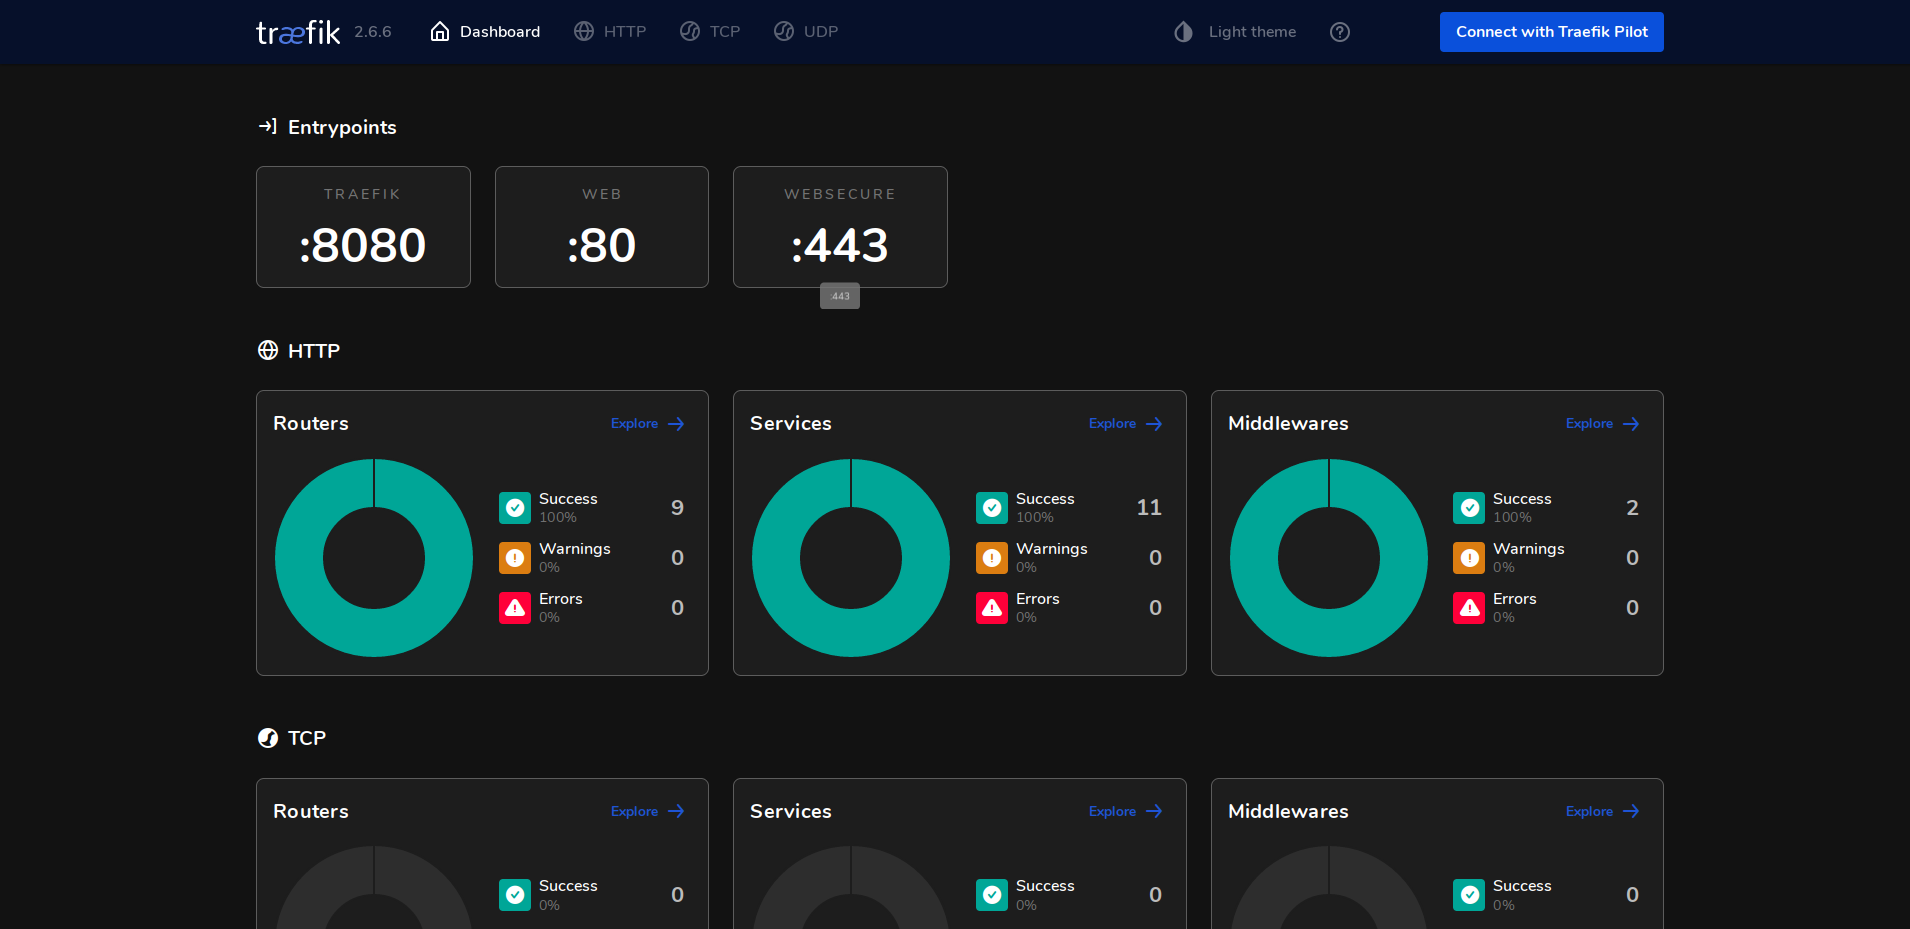 træfik 2.6.6 Dashboard HTTP TCP UDP Light theme Connect with Traefik Pilot
Entrypoints
TRAEFIK WEB WEBSECURE
:8080 :80 :443
:443
HTTP
Routers Explore Services Explore Middlewares Explore
Success 9 Success 11 Success 2
100% 100% 100%
Warnings 0 Warnings 0 Warnings 0
0% 0% 0%
Errors 0 Errors 0 Errors 0
0% 0% 0%
TCP
Routers Explore Services Explore Middlewares Explore
Success 0 Success 0 Success 0
0% 0% 0%